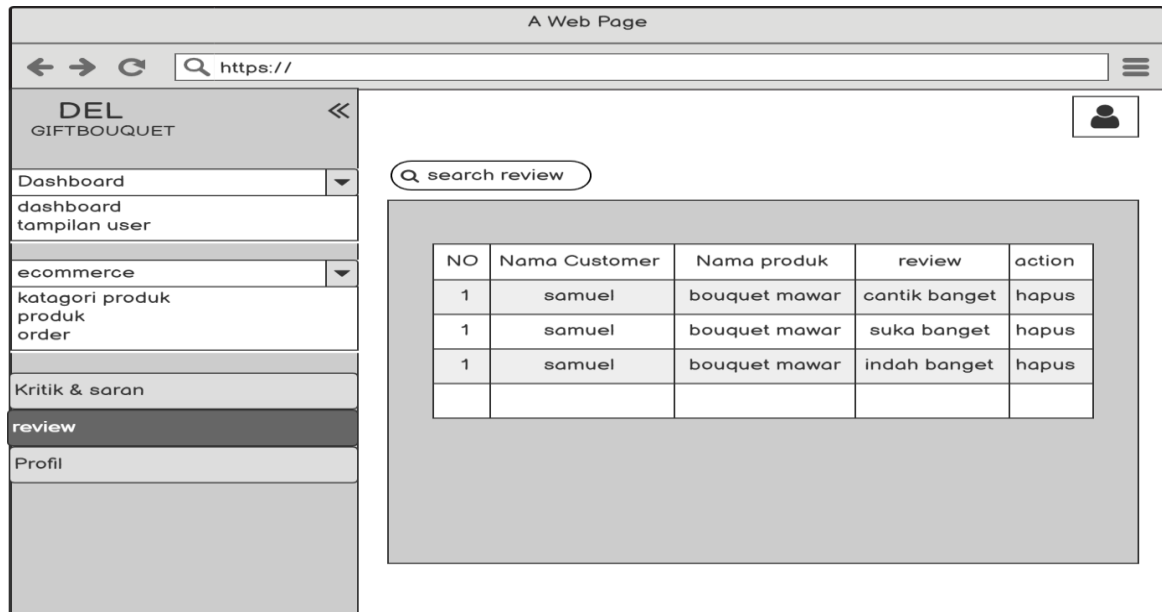 A Web Page
https://
DEL
GIFTBOUQUET
Dashboard
dashboard
tampilan user
ecommerce
katagori produk
produk
order
Kritik & saran
review
Profil
search review
NO Nama Customer Nama produk review action
1 samuel bouquet mawar cantik banget hapus
1 samuel bouquet mawar suka banget hapus
1 samuel bouquet mawar indah banget hapus